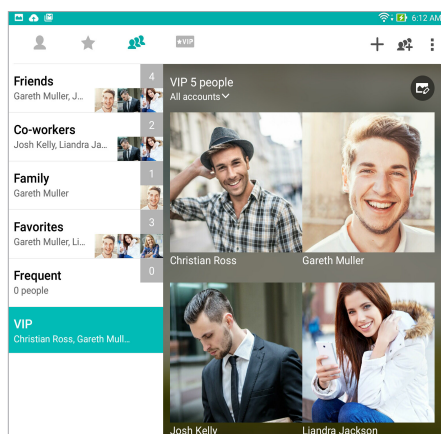 6:12 AM
VIP
Friends
4
Gareth Muller, J...
Co-workers
2
Josh Kelly, Liandra Ja...
Family
1
Gareth Muller
Favorites
3
Gareth Muller, Li...
Frequent
0
0 people
VIP
Christian Ross, Gareth Mull...
VIP 5 people
All accounts
Christian Ross
Gareth Muller
Josh Kelly
Liandra Jackson